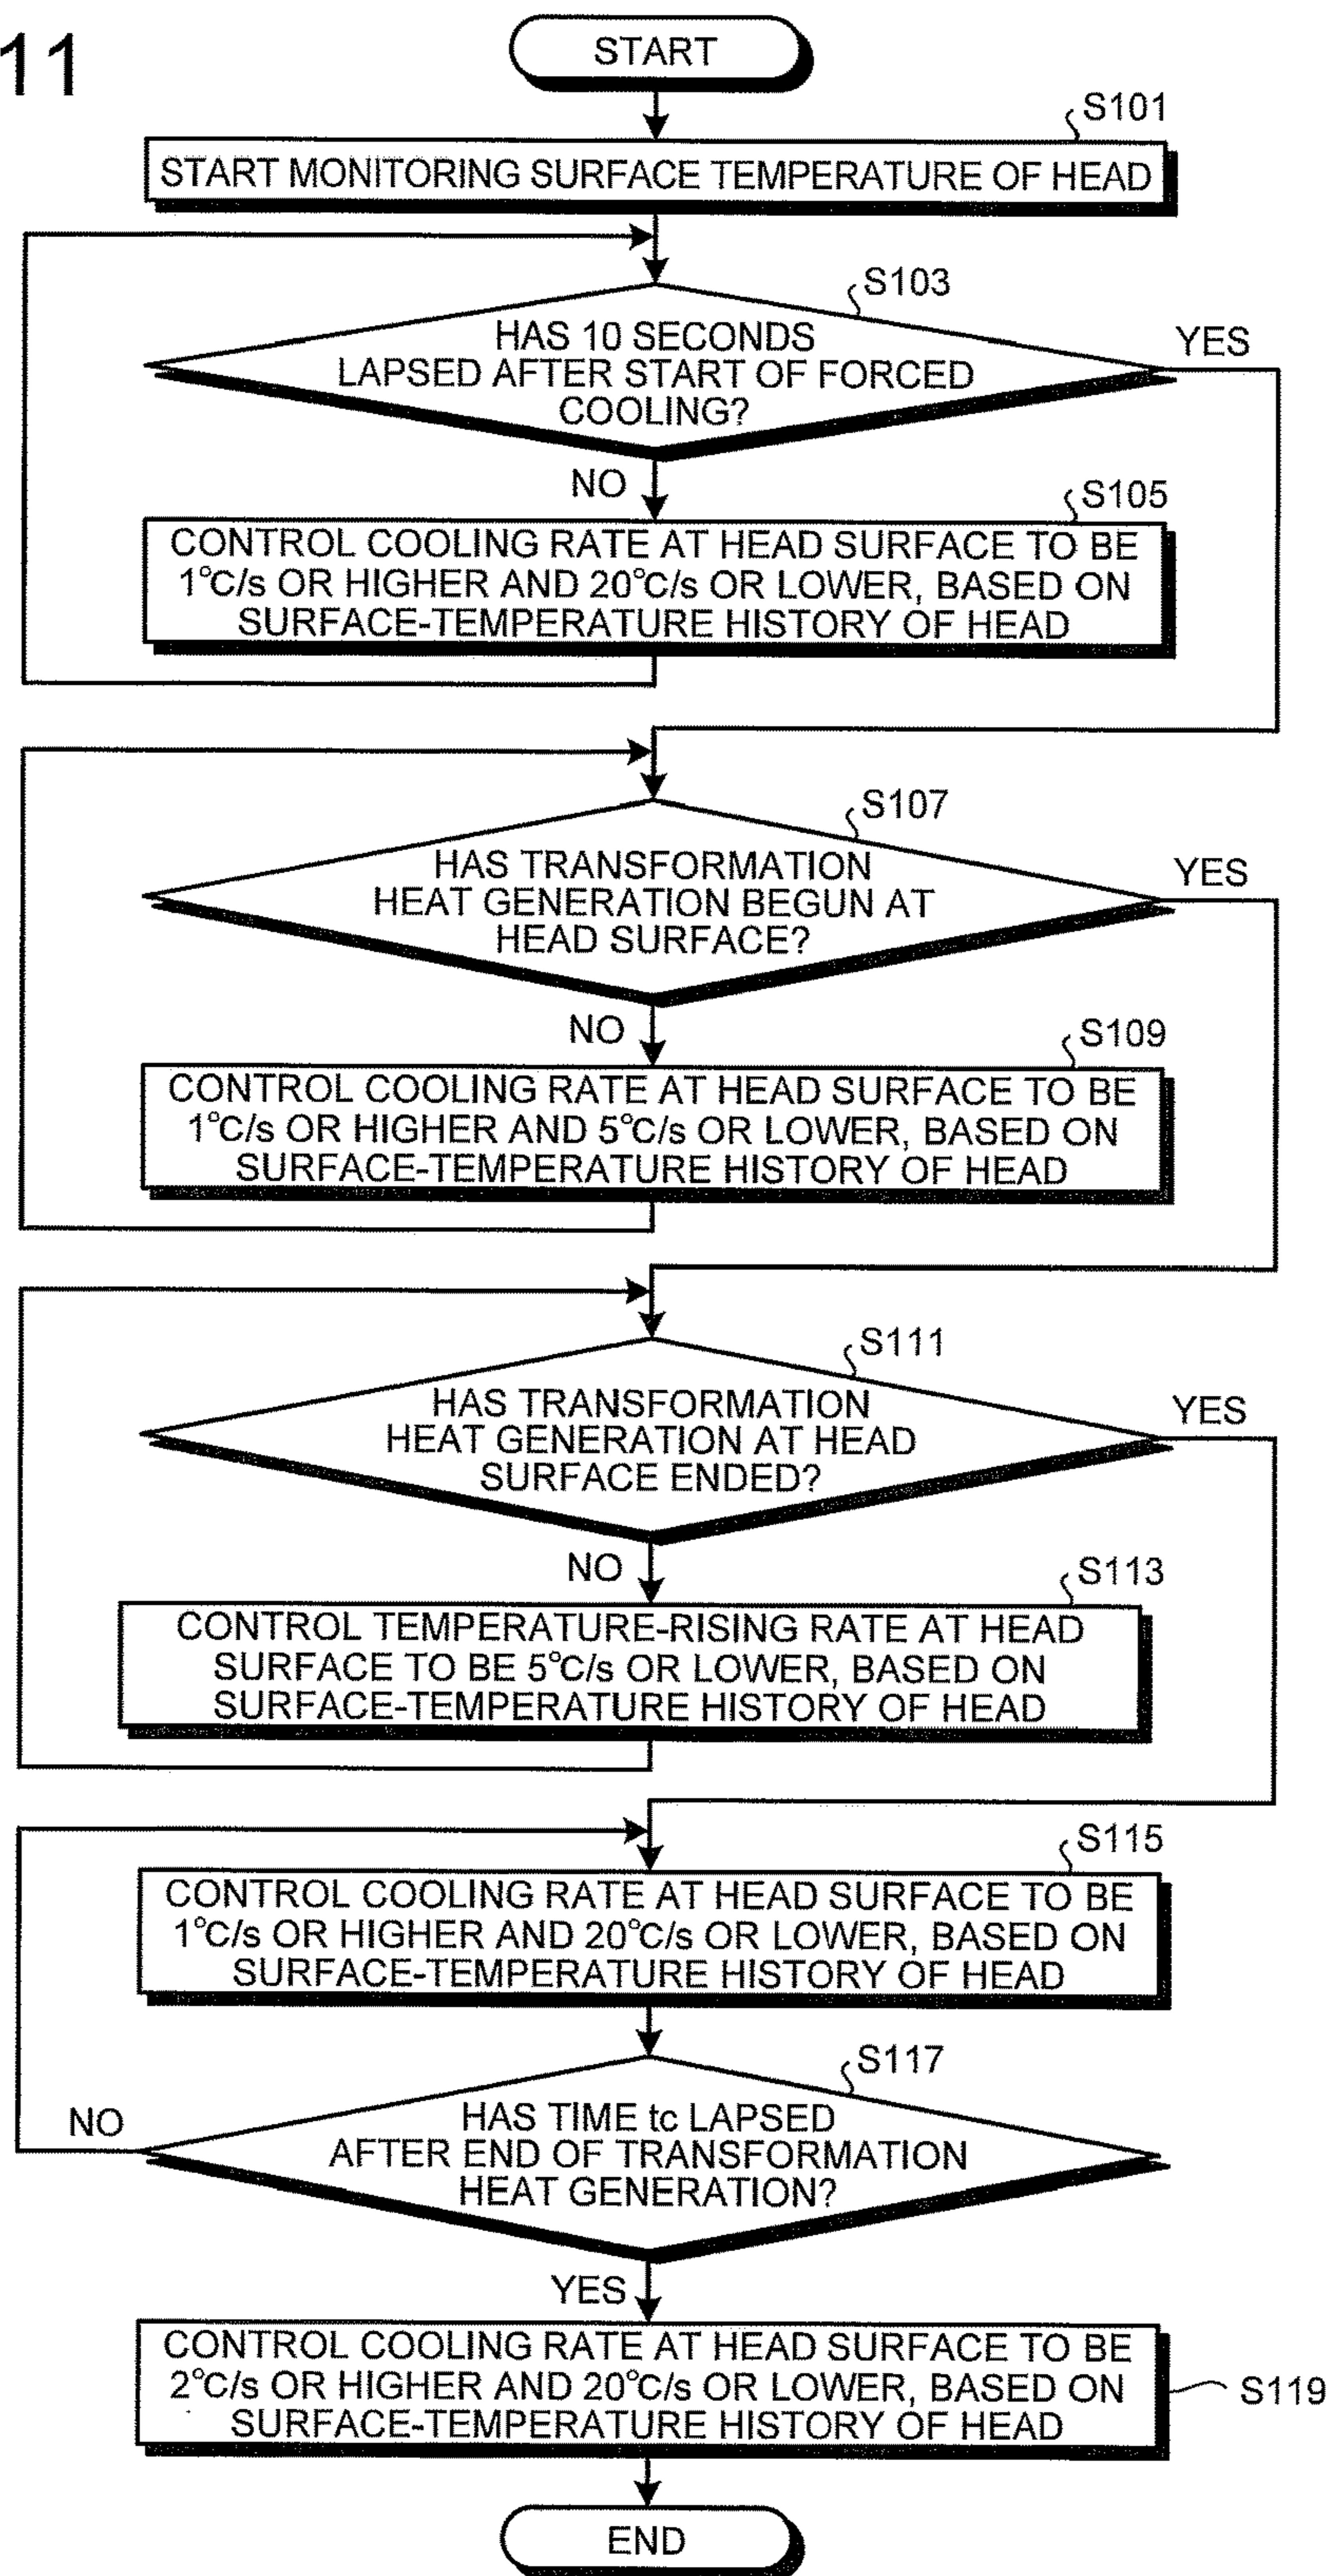 11
START
S101
START MONITORING SURFACE TEMPERATURE OF HEAD
S103
HAS 10 SECONDS
LAPSED AFTER START OF FORCED
COOLING?
YES
NO
S105
CONTROL COOLING RATE AT HEAD SURFACE TO BE
1°C/s OR HIGHER AND 20°C/s OR LOWER, BASED ON
SURFACE-TEMPERATURE HISTORY OF HEAD
S107
HAS TRANSFORMATION
HEAT GENERATION BEGUN AT
HEAD SURFACE?
YES
NO
S109
CONTROL COOLING RATE AT HEAD SURFACE TO BE
1°C/s OR HIGHER AND 5°C/s OR LOWER, BASED ON
SURFACE-TEMPERATURE HISTORY OF HEAD
S111
HAS TRANSFORMATION
HEAT GENERATION AT HEAD
SURFACE ENDED?
YES
NO
S113
CONTROL TEMPERATURE-RISING RATE AT HEAD
SURFACE TO BE 5°C/s OR LOWER, BASED ON
SURFACE-TEMPERATURE HISTORY OF HEAD
S115
CONTROL COOLING RATE AT HEAD SURFACE TO BE
1°C/s OR HIGHER AND 20°C/s OR LOWER, BASED ON
SURFACE-TEMPERATURE HISTORY OF HEAD
S117
HAS TIME tc LAPSED
AFTER END OF TRANSFORMATION
HEAT GENERATION?
NO
YES
CONTROL COOLING RATE AT HEAD SURFACE TO BE
2°C/s OR HIGHER AND 20°C/s OR LOWER, BASED ON
SURFACE-TEMPERATURE HISTORY OF HEAD
S119
END